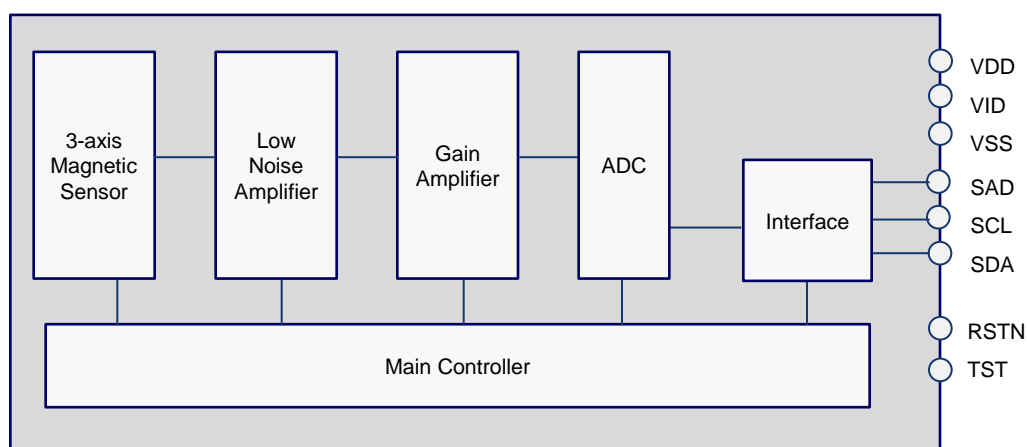 3-axis
Magnetic
Sensor
Low
Noise
Amplifier
Gain
Amplifier
ADC
Interface
Main Controller
VDD
VID
VSS
SAD
SCL
SDA
RSTN
TST